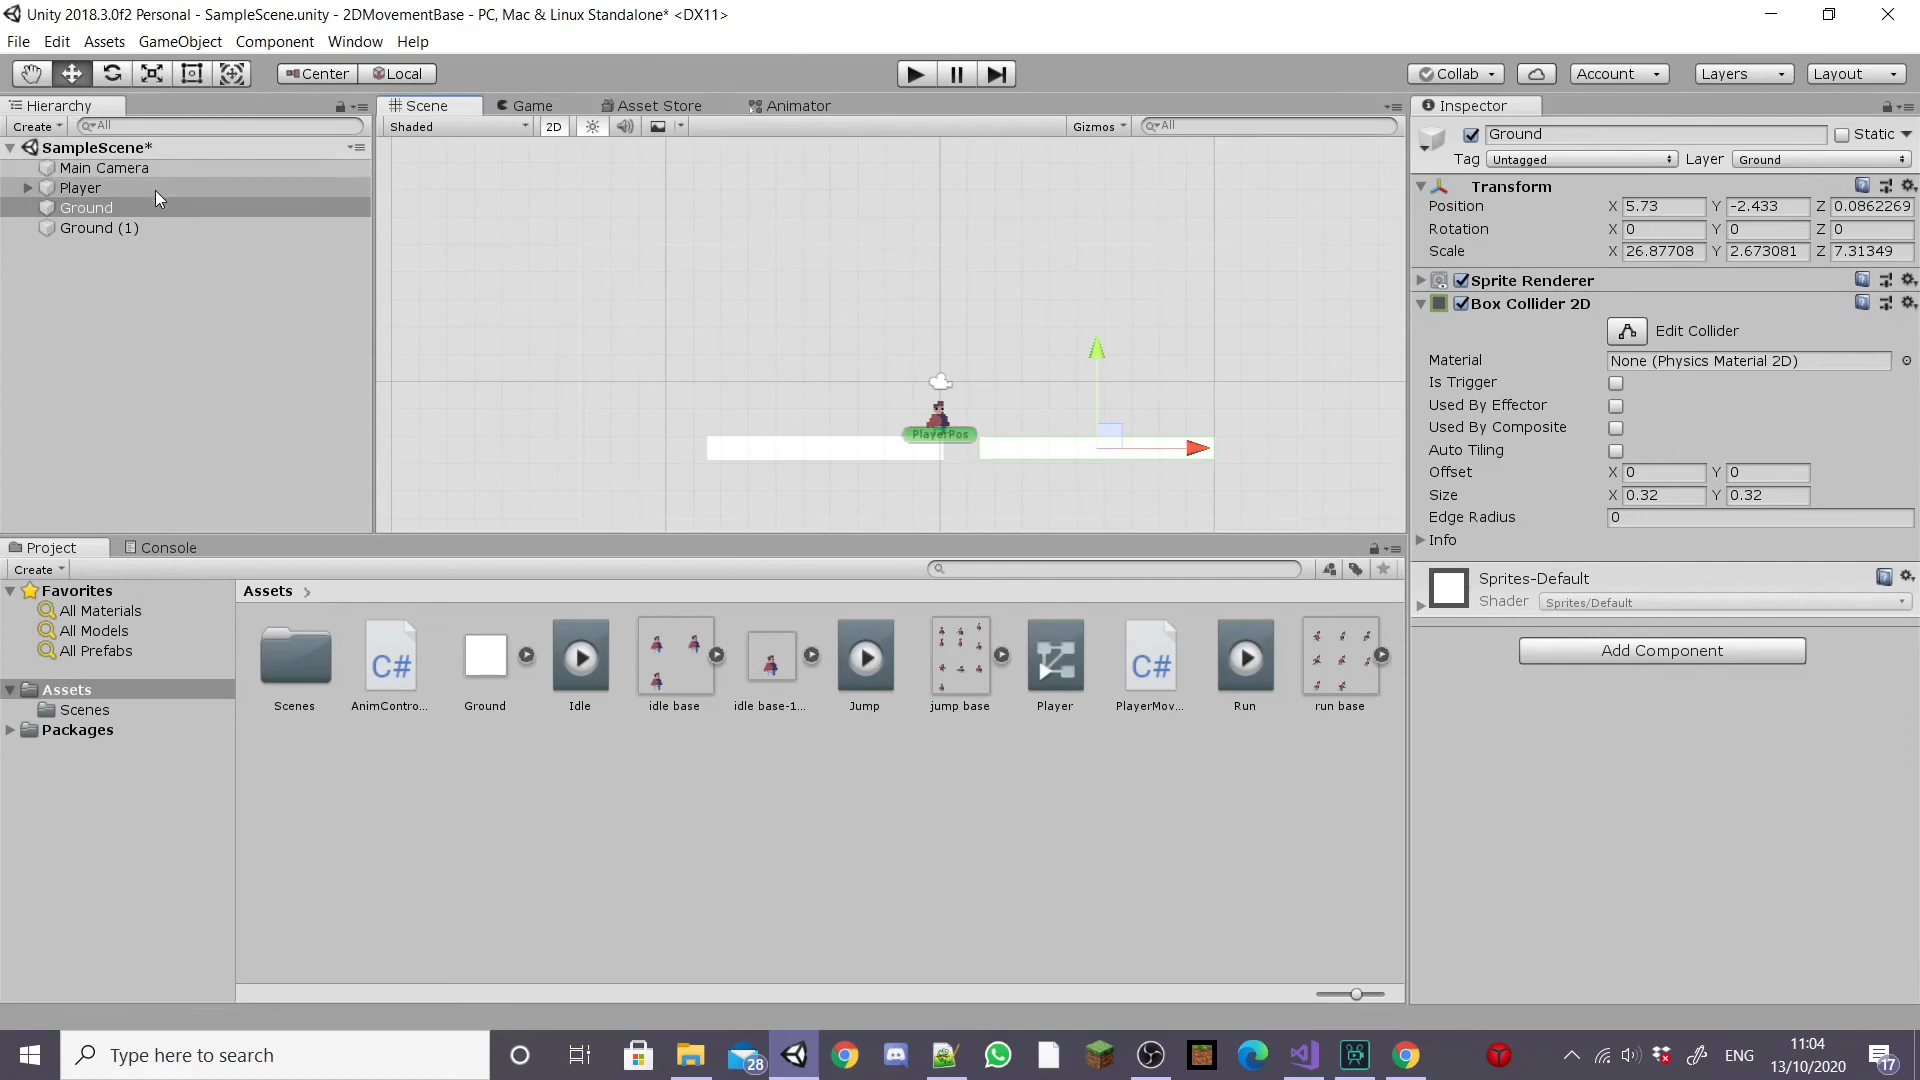 Unity 2018.3.0f2 Personal - SampleScene.unity - 2DMovementBase - PC, Mac & Linux Standalone* <DX11>
File Edit Assets GameObject Component Window Help
Center Local Collab Account Layers Layout
Hierarchy Scene Game Asset Store Animator Inspector
Create All Shaded 2D Gizmos All
SampleScene*
Main Camera
Player
Ground
Ground (1)
PlayerPos
Ground Static
Tag Untagged Layer Ground
Transform
Position X 5.73 Y -2.433 Z 0.0862269
Rotation X 0 Y 0 Z 0
Scale X 26.87708 Y 2.673081 Z 7.31349
Sprite Renderer
Box Collider 2D
Edit Collider
Material None (Physics Material 2D)
Is Trigger
Used By Effector
Used By Composite
Auto Tiling
Offset X 0 Y 0
Size X 0.32 Y 0.32
Edge Radius 0
Info
Sprites-Default
Shader Sprites/Default
Add Component
Project Console
Create
Favorites
All Materials
All Models
All Prefabs
Assets
Scenes
Packages
Assets
C# C#
Scenes AnimContro... Ground Idle idle base idle base-1... Jump jump base Player PlayerMov... Run run base
Type here to search
28
ENG
11:04
13/10/2020
17